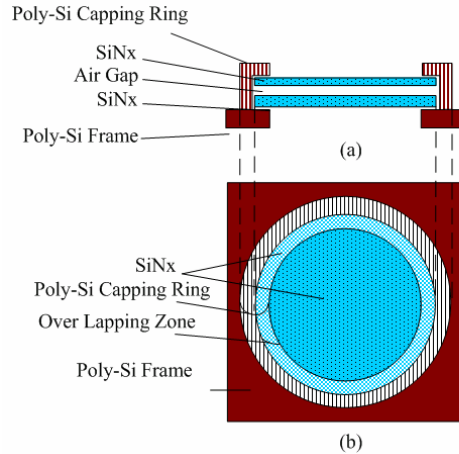 Poly-Si Capping Ring
SiNx
Air Gap
SiNx
Poly-Si Frame
(a)
SiNx
Poly-Si Capping Ring
Over Lapping Zone
Poly-Si Frame
(b)